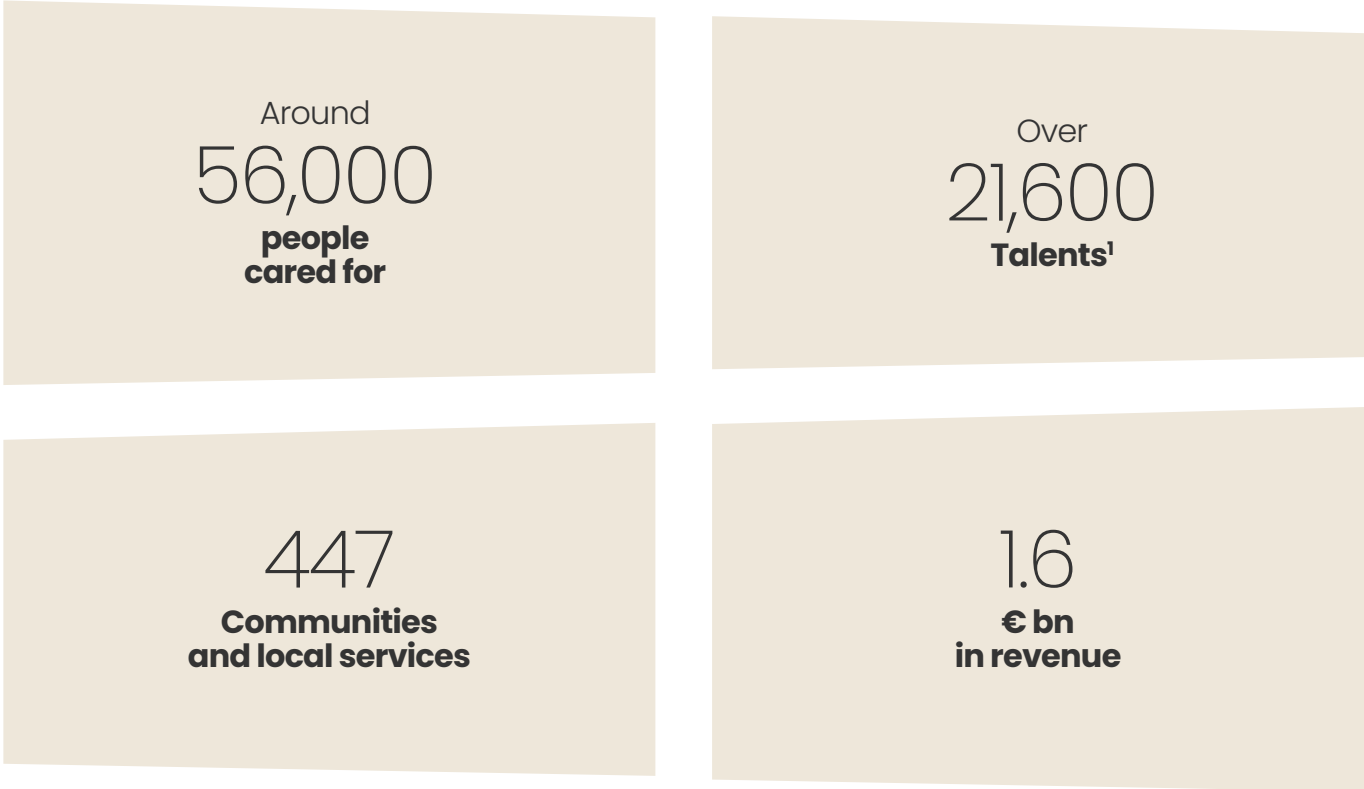 Around
56,000
people
cared for
Over
21,600
Talents¹
447
Communities
and local services
1.6
€ bn
in revenue